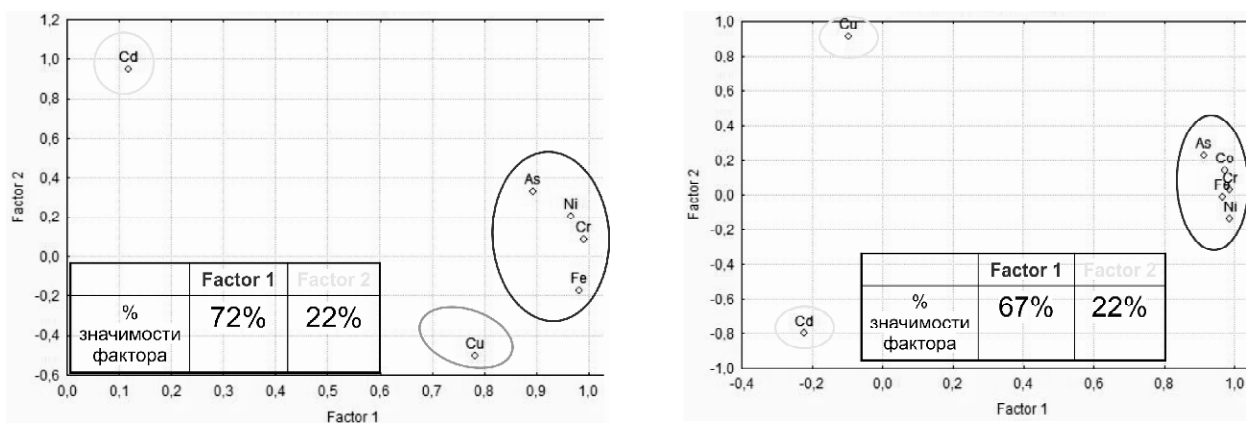 1,2
1,0
0,8
0,6
0,4
0,2
0,0
-0,2
-0,4
-0,6
Factor 2
Cd
As
Ni
Cr
Fe
Cu
Factor 1 Factor 2
% значимости фактора 72% 22%
0,0 0,1 0,2 0,3 0,4 0,5 0,6 0,7 0,8 0,9 1,0
Factor 1
1,0
0,8
0,6
0,4
0,2
0,0
-0,2
-0,4
-0,6
-0,8
-1,0
Factor 2
Cu
As
Co
Cr
Fe
Ni
Cd
Factor 1 Factor 2
% значимости фактора 67% 22%
-0,4 -0,2 0,0 0,2 0,4 0,6 0,8 1,0
Factor 1